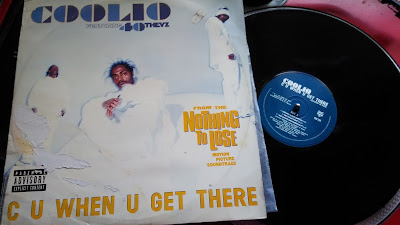 COOLIO
FEATURING 40 THEVZ
FROM THE
NOTHING
TO LOSE
MOTION
PICTURE
SOUNDTRACK
PARENTAL
ADVISORY
EXPLICIT CONTENT
C U WHEN U GET THERE
COOLIO
C U WHEN U GET THERE